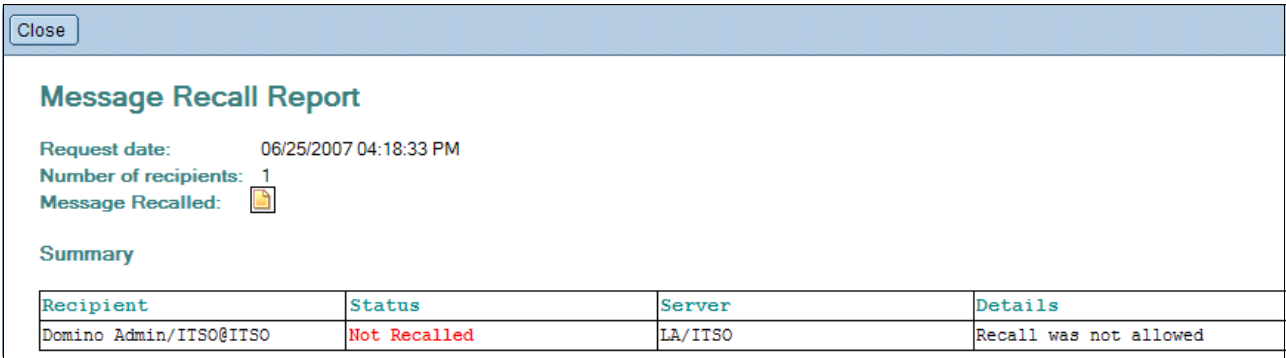 Close
Message Recall Report
Request date: 06/25/2007 04:18:33 PM
Number of recipients: 1
Message Recalled:
Summary
Recipient Status Server Details
Domino Admin/ITSO@ITSO Not Recalled LA/ITSO Recall was not allowed